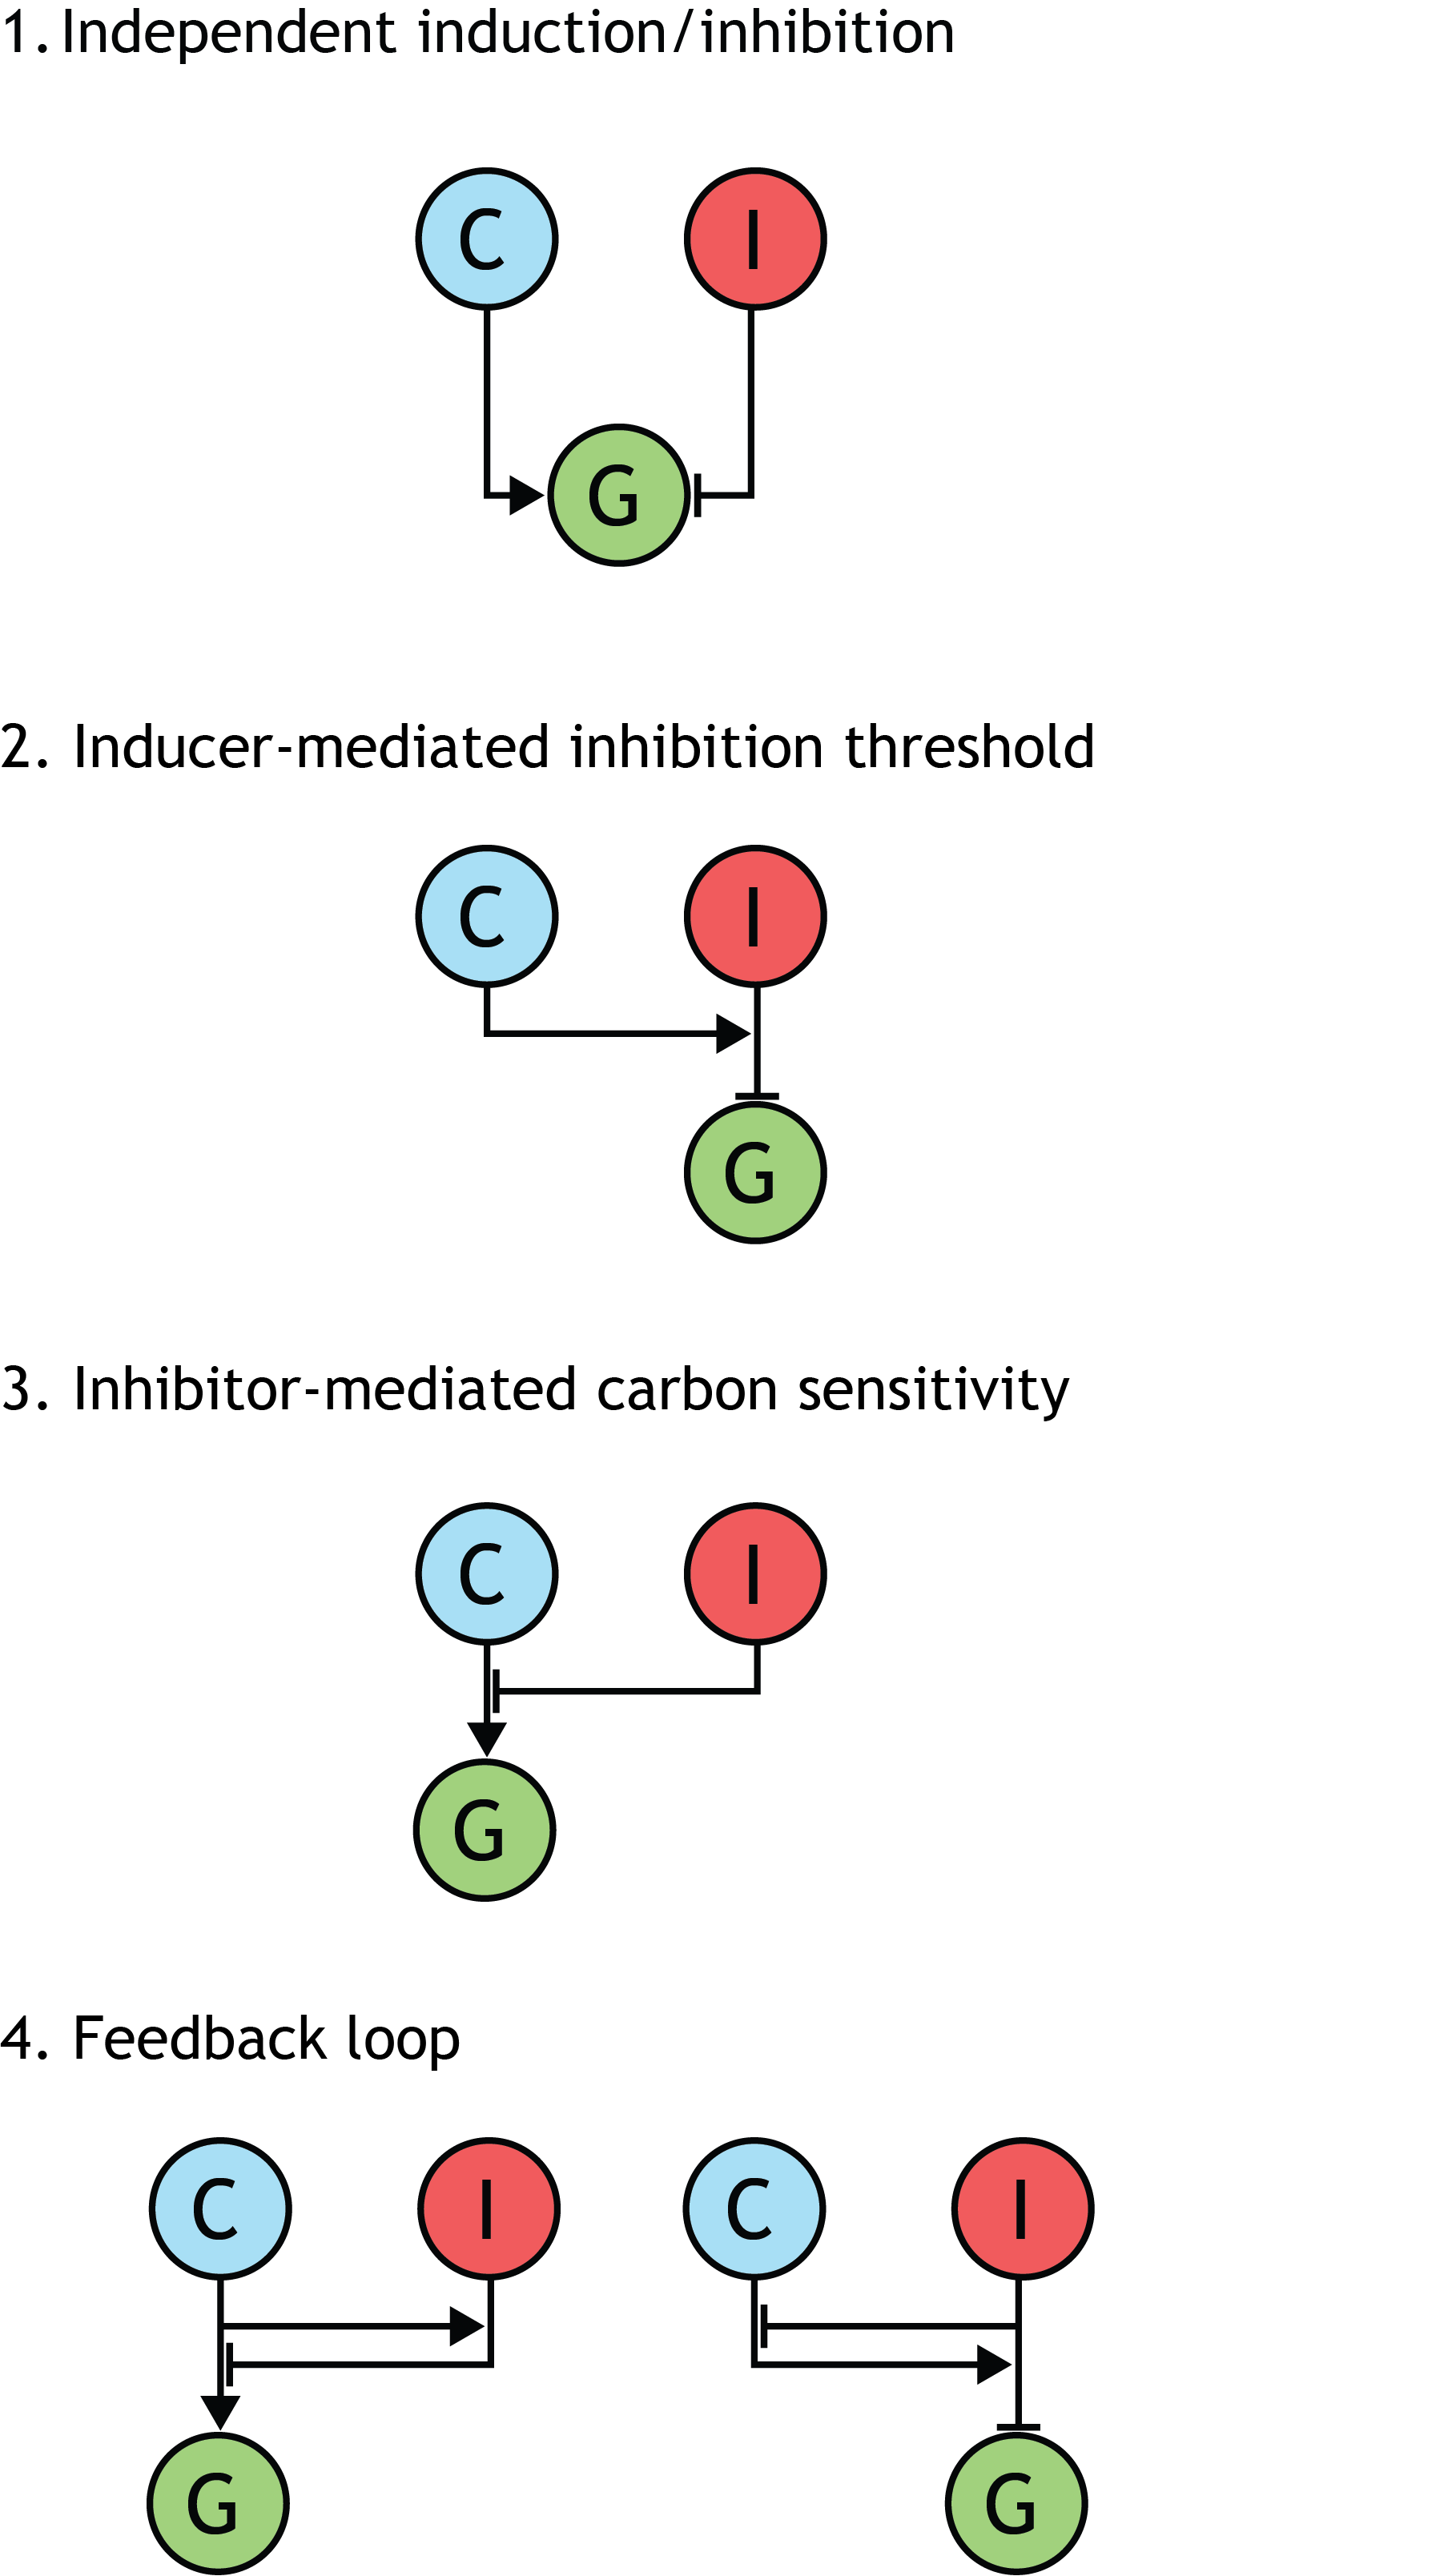 1. Independent induction/inhibition
C I
G
2. Inducer-mediated inhibition threshold
C I
G
3. Inhibitor-mediated carbon sensitivity
C I
G
4. Feedback loop
C I C I
G G